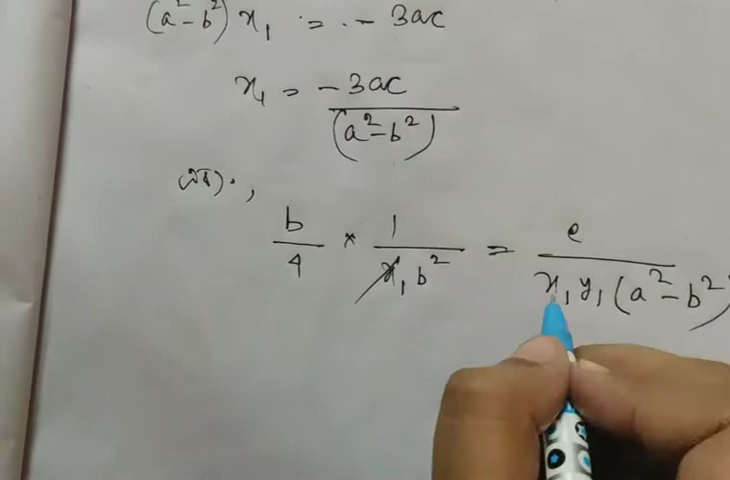 (a²-b²) x₁ = - 3ac
x₁ = -3ac / (a²-b²)
b/4 × 1/(x₁b²) = e/(x₁y₁(a²-b²)